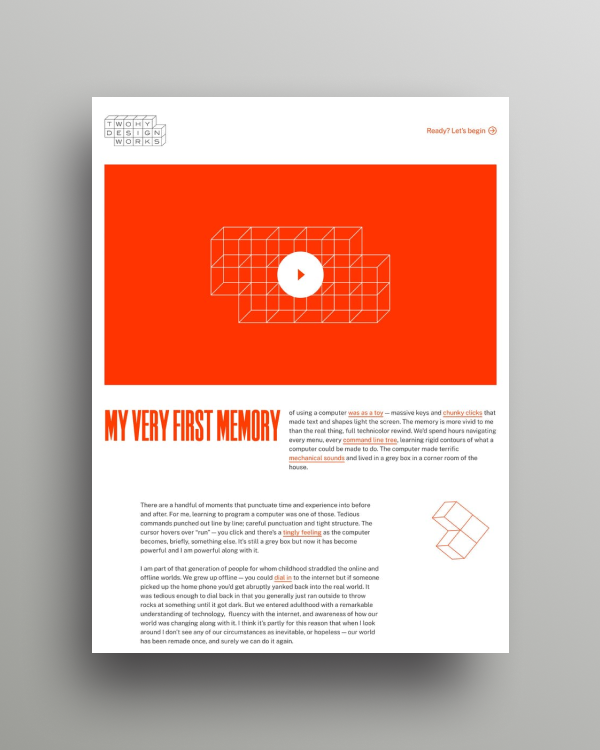 TWOHY
DESIGN
WORKS
Ready? Let's begin
MY VERY FIRST MEMORY
of using a computer was as a toy — massive keys and chunky clicks that
made text and shapes light the screen. The memory is more vivid to me
than the real thing, full technicolor rewind. We'd spend hours navigating
every menu, every command line tree, learning rigid contours of what a
computer could be made to do. The computer made terrific
mechanical sounds and lived in a grey box in a corner room of the
house.
There are a handful of moments that punctuate time and experience into before
and after. For me, learning to program a computer was one of those. Tedious
commands punched out line by line; careful punctuation and tight structure. The
cursor hovers over "run" — you click and there's a tingly feeling as the computer
becomes, briefly, something else. It's still a grey box but now it has become
powerful and I am powerful along with it.
I am part of that generation of people for whom childhood straddled the online and
offline worlds. We grew up offline — you could dial in to the internet but if someone
picked up the home phone you'd get abruptly yanked back into the real world. It
was tedious enough to dial back in that you generally just ran outside to throw
rocks at something until it got dark. But we entered adulthood with a remarkable
understanding of technology, fluency with the internet, and awareness of how our
world was changing along with it. I think it's partly for this reason that when I look
around I don't see any of our circumstances as inevitable, or hopeless — our world
has been remade once, and surely we can do it again.